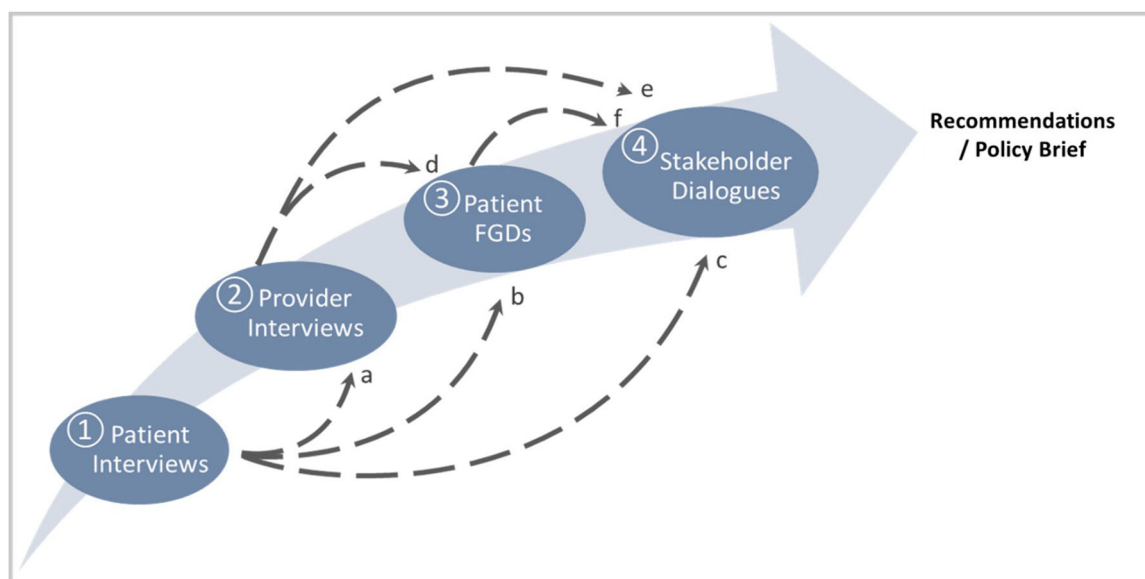 e
f
④ Stakeholder
Dialogues
Recommendations
/ Policy Brief
d
③ Patient
FGDs
c
b
② Provider
Interviews
a
① Patient
Interviews